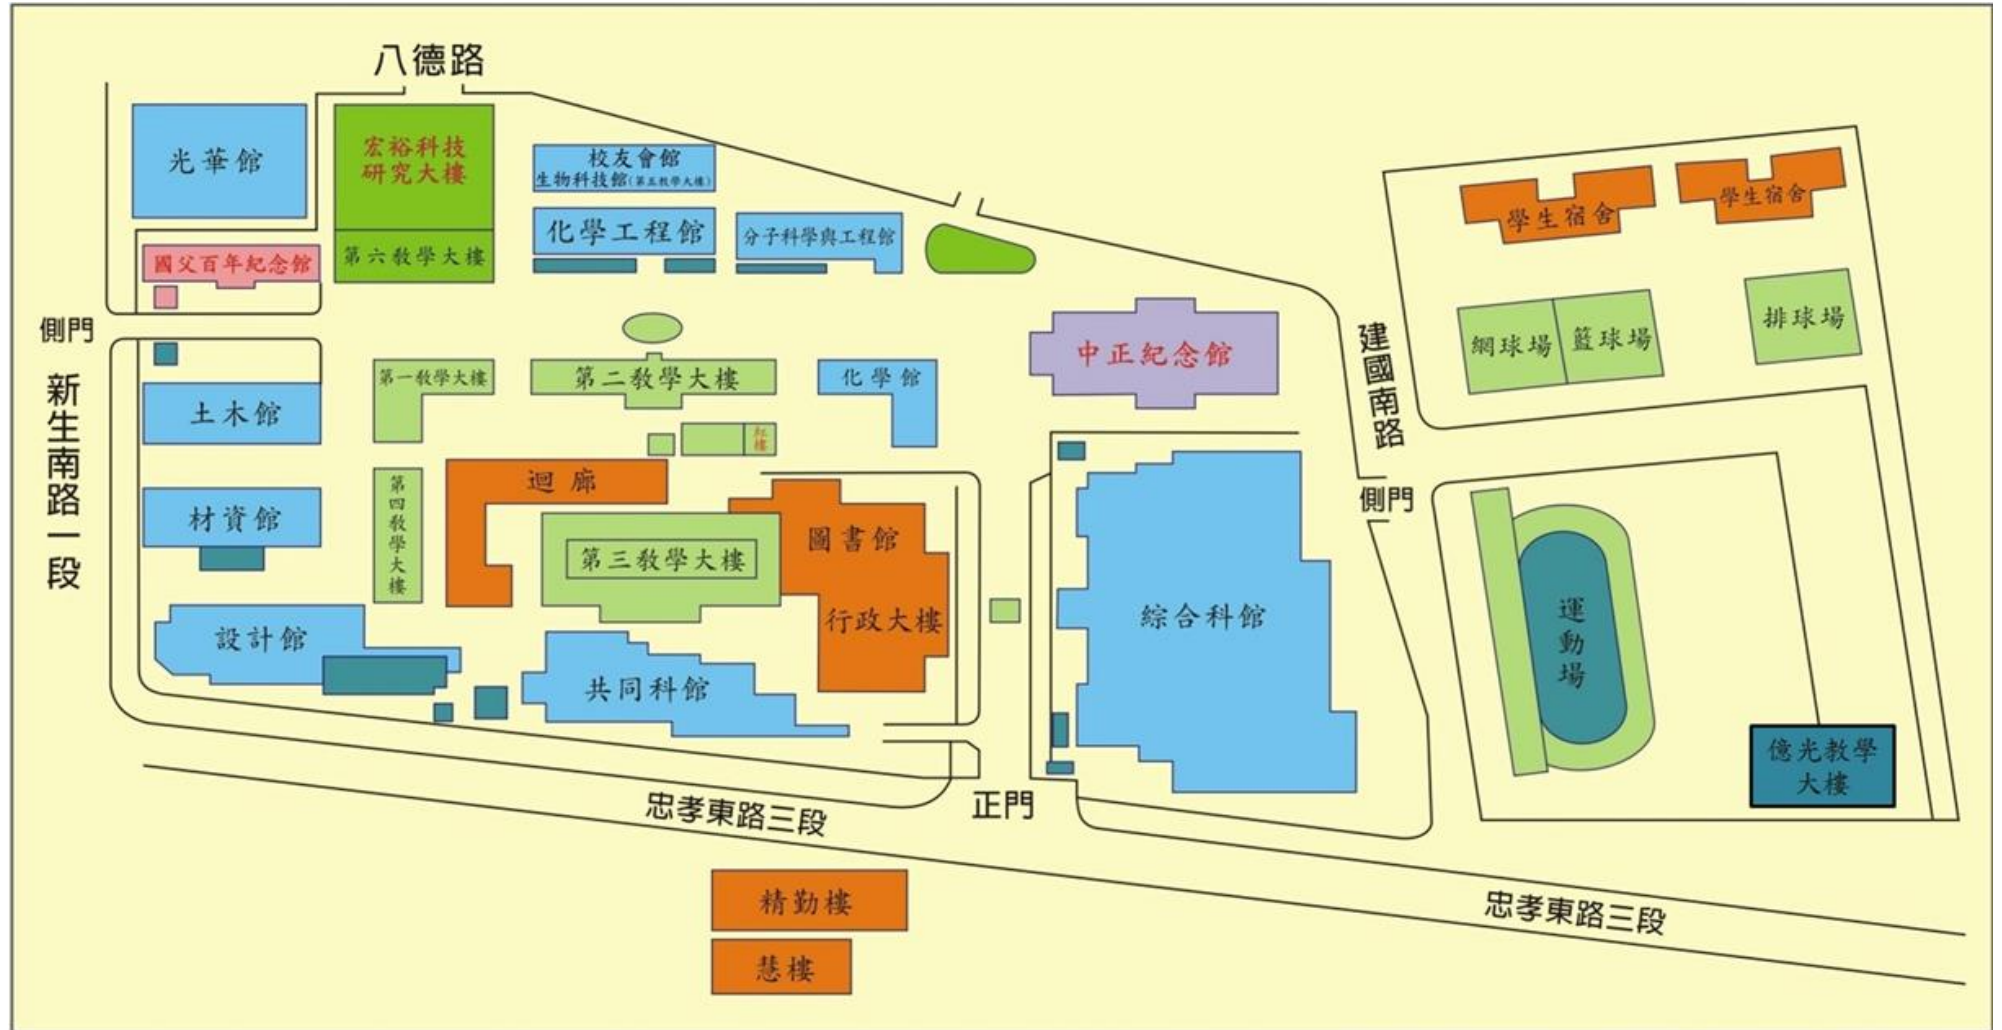 八德路
光華館
宏裕科技
研究大樓
校友會館
生物科技館(第五教學大樓)
化學工程館
分子科學與工程館
第六教學大樓
國父百年紀念館
側門
新生南路一段
土木館
材資館
設計館
第一教學大樓
第二教學大樓
化學館
紅樓
第四教學大樓
迴廊
第三教學大樓
圖書館
行政大樓
共同科館
中正紀念館
綜合科館
建國南路
側門
學生宿舍
學生宿舍
網球場
籃球場
排球場
運動場
億光教學
大樓
正門
忠孝東路三段
忠孝東路三段
精勤樓
慧樓